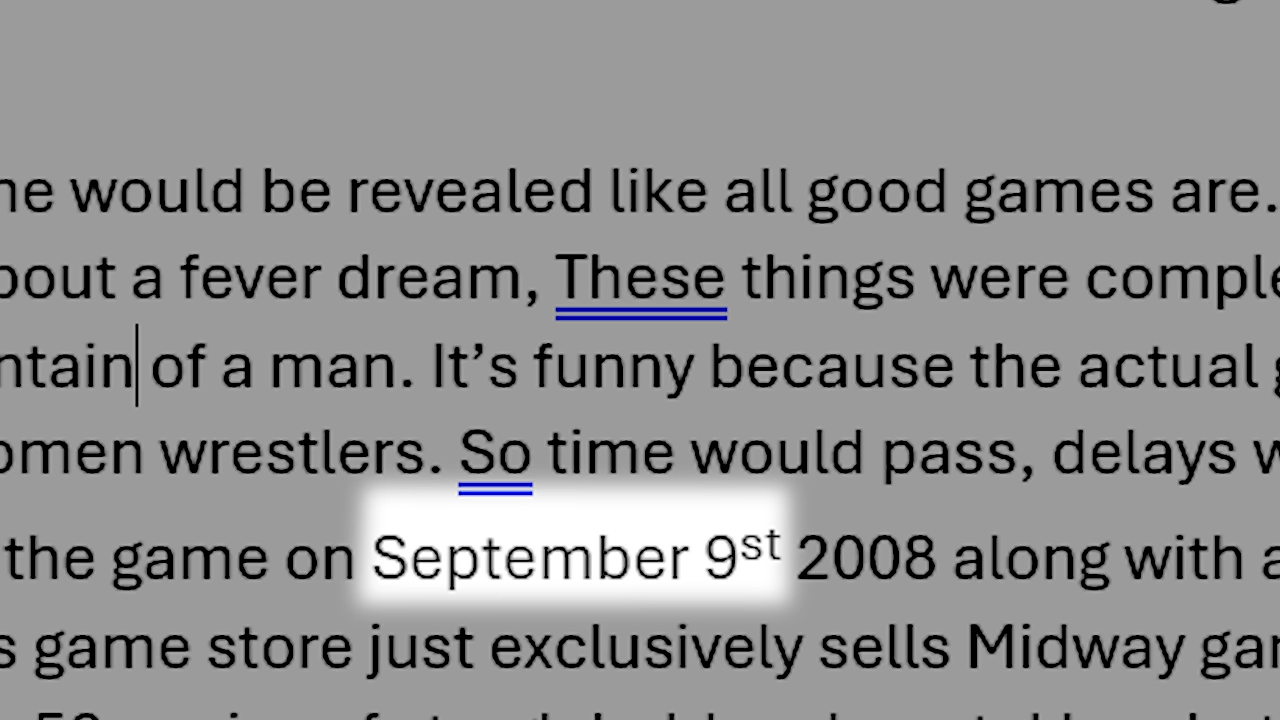 ne would be revealed like all good games are.
bout a fever dream, These things were comple
ntain of a man. It’s funny because the actual g
omen wrestlers. So time would pass, delays w
the game on September 9st 2008 along with a
s game store just exclusively sells Midway gar